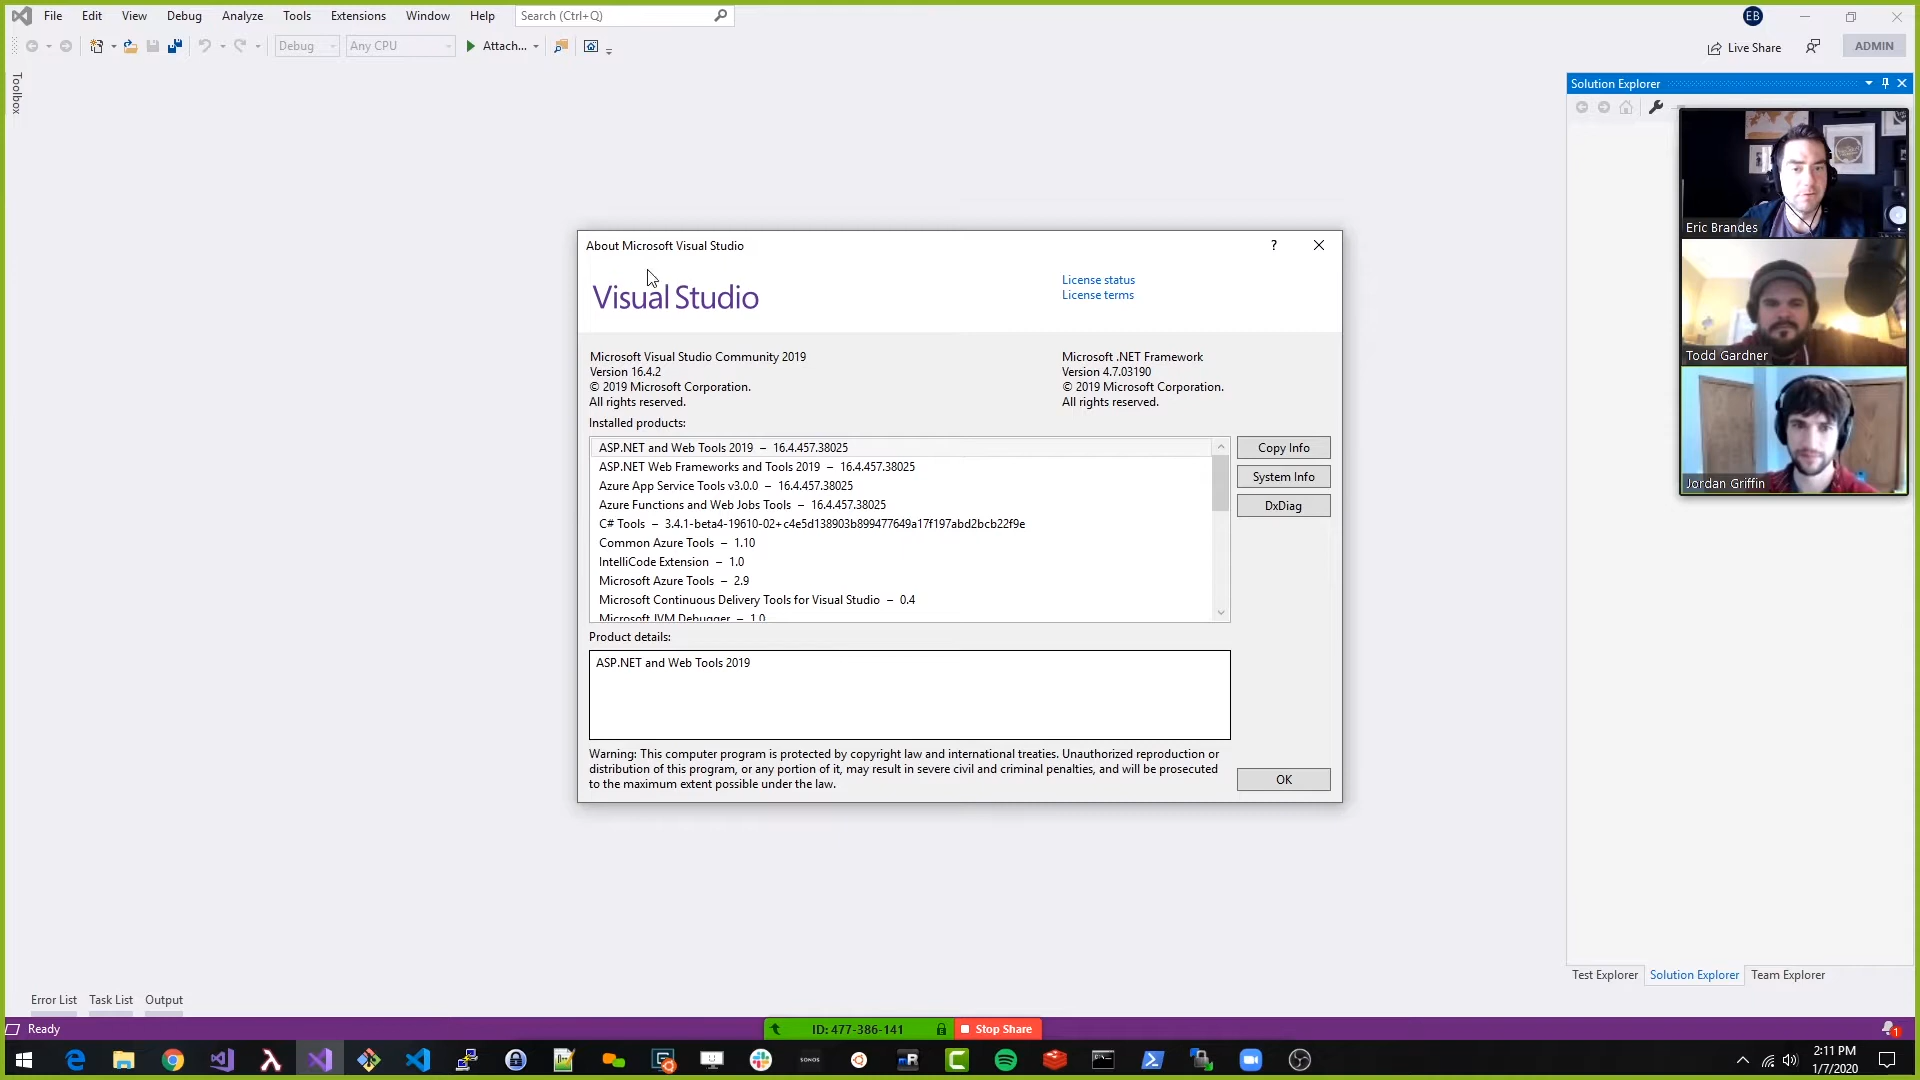 File Edit View Debug Analyze Tools Extensions Window Help Search (Ctrl+Q) EB
Debug Any CPU Attach... Live Share ADMIN
Toolbox
Solution Explorer
Eric Brandes
Todd Gardner
Jordan Griffin
About Microsoft Visual Studio ?
Visual Studio
License status
License terms
Microsoft Visual Studio Community 2019
Version 16.4.2
© 2019 Microsoft Corporation.
All rights reserved.
Microsoft .NET Framework
Version 4.7.03190
© 2019 Microsoft Corporation.
All rights reserved.
Installed products:
ASP.NET and Web Tools 2019 – 16.4.457.38025
ASP.NET Web Frameworks and Tools 2019 – 16.4.457.38025
Azure App Service Tools v3.0.0 – 16.4.457.38025
Azure Functions and Web Jobs Tools – 16.4.457.38025
C# Tools – 3.4.1-beta4-19610-02+c4e5d138903b899477649a17f197abd2bcb22f9e
Common Azure Tools – 1.10
IntelliCode Extension – 1.0
Microsoft Azure Tools – 2.9
Microsoft Continuous Delivery Tools for Visual Studio – 0.4
Microsoft JVM Debugger – 1.0
Copy Info
System Info
DxDiag
Product details:
ASP.NET and Web Tools 2019
Warning: This computer program is protected by copyright law and international treaties. Unauthorized reproduction or
distribution of this program, or any portion of it, may result in severe civil and criminal penalties, and will be prosecuted
to the maximum extent possible under the law.
OK
Test Explorer Solution Explorer Team Explorer
Error List Task List Output
Ready
ID: 477-386-141 Stop Share
1
SONOS
2:11 PM
1/7/2020